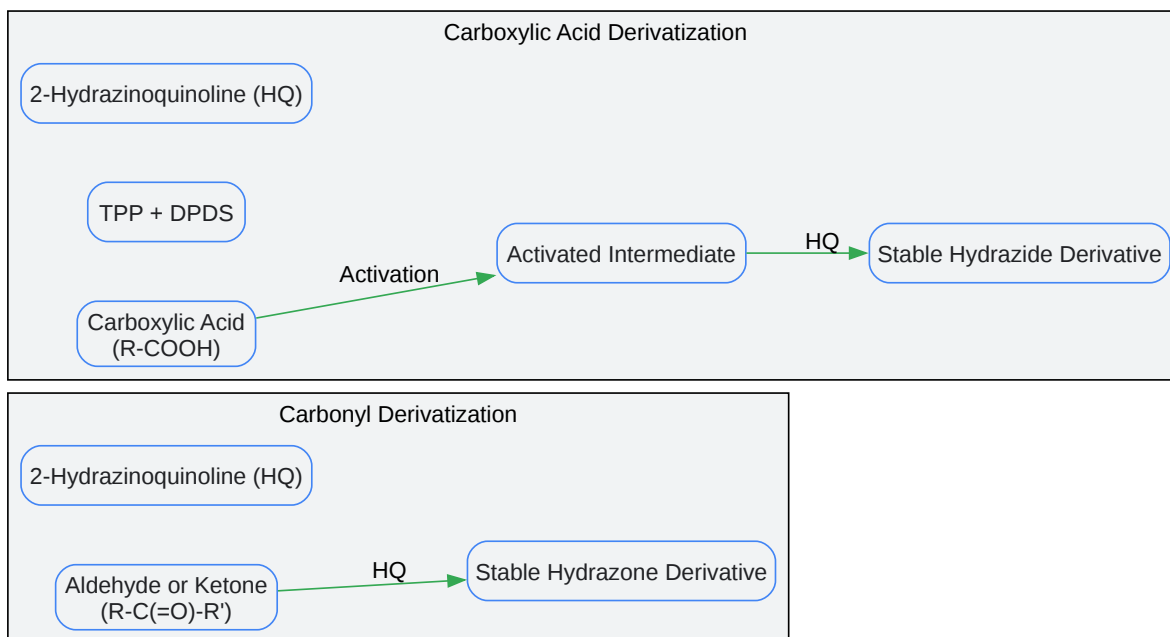 Carboxylic Acid Derivatization
2-Hydrazinoquinoline (HQ)
TPP + DPDS
Carboxylic Acid
(R-COOH)
Activation
Activated Intermediate
HQ
Stable Hydrazide Derivative
Carbonyl Derivatization
2-Hydrazinoquinoline (HQ)
Aldehyde or Ketone
(R-C(=O)-R')
HQ
Stable Hydrazone Derivative